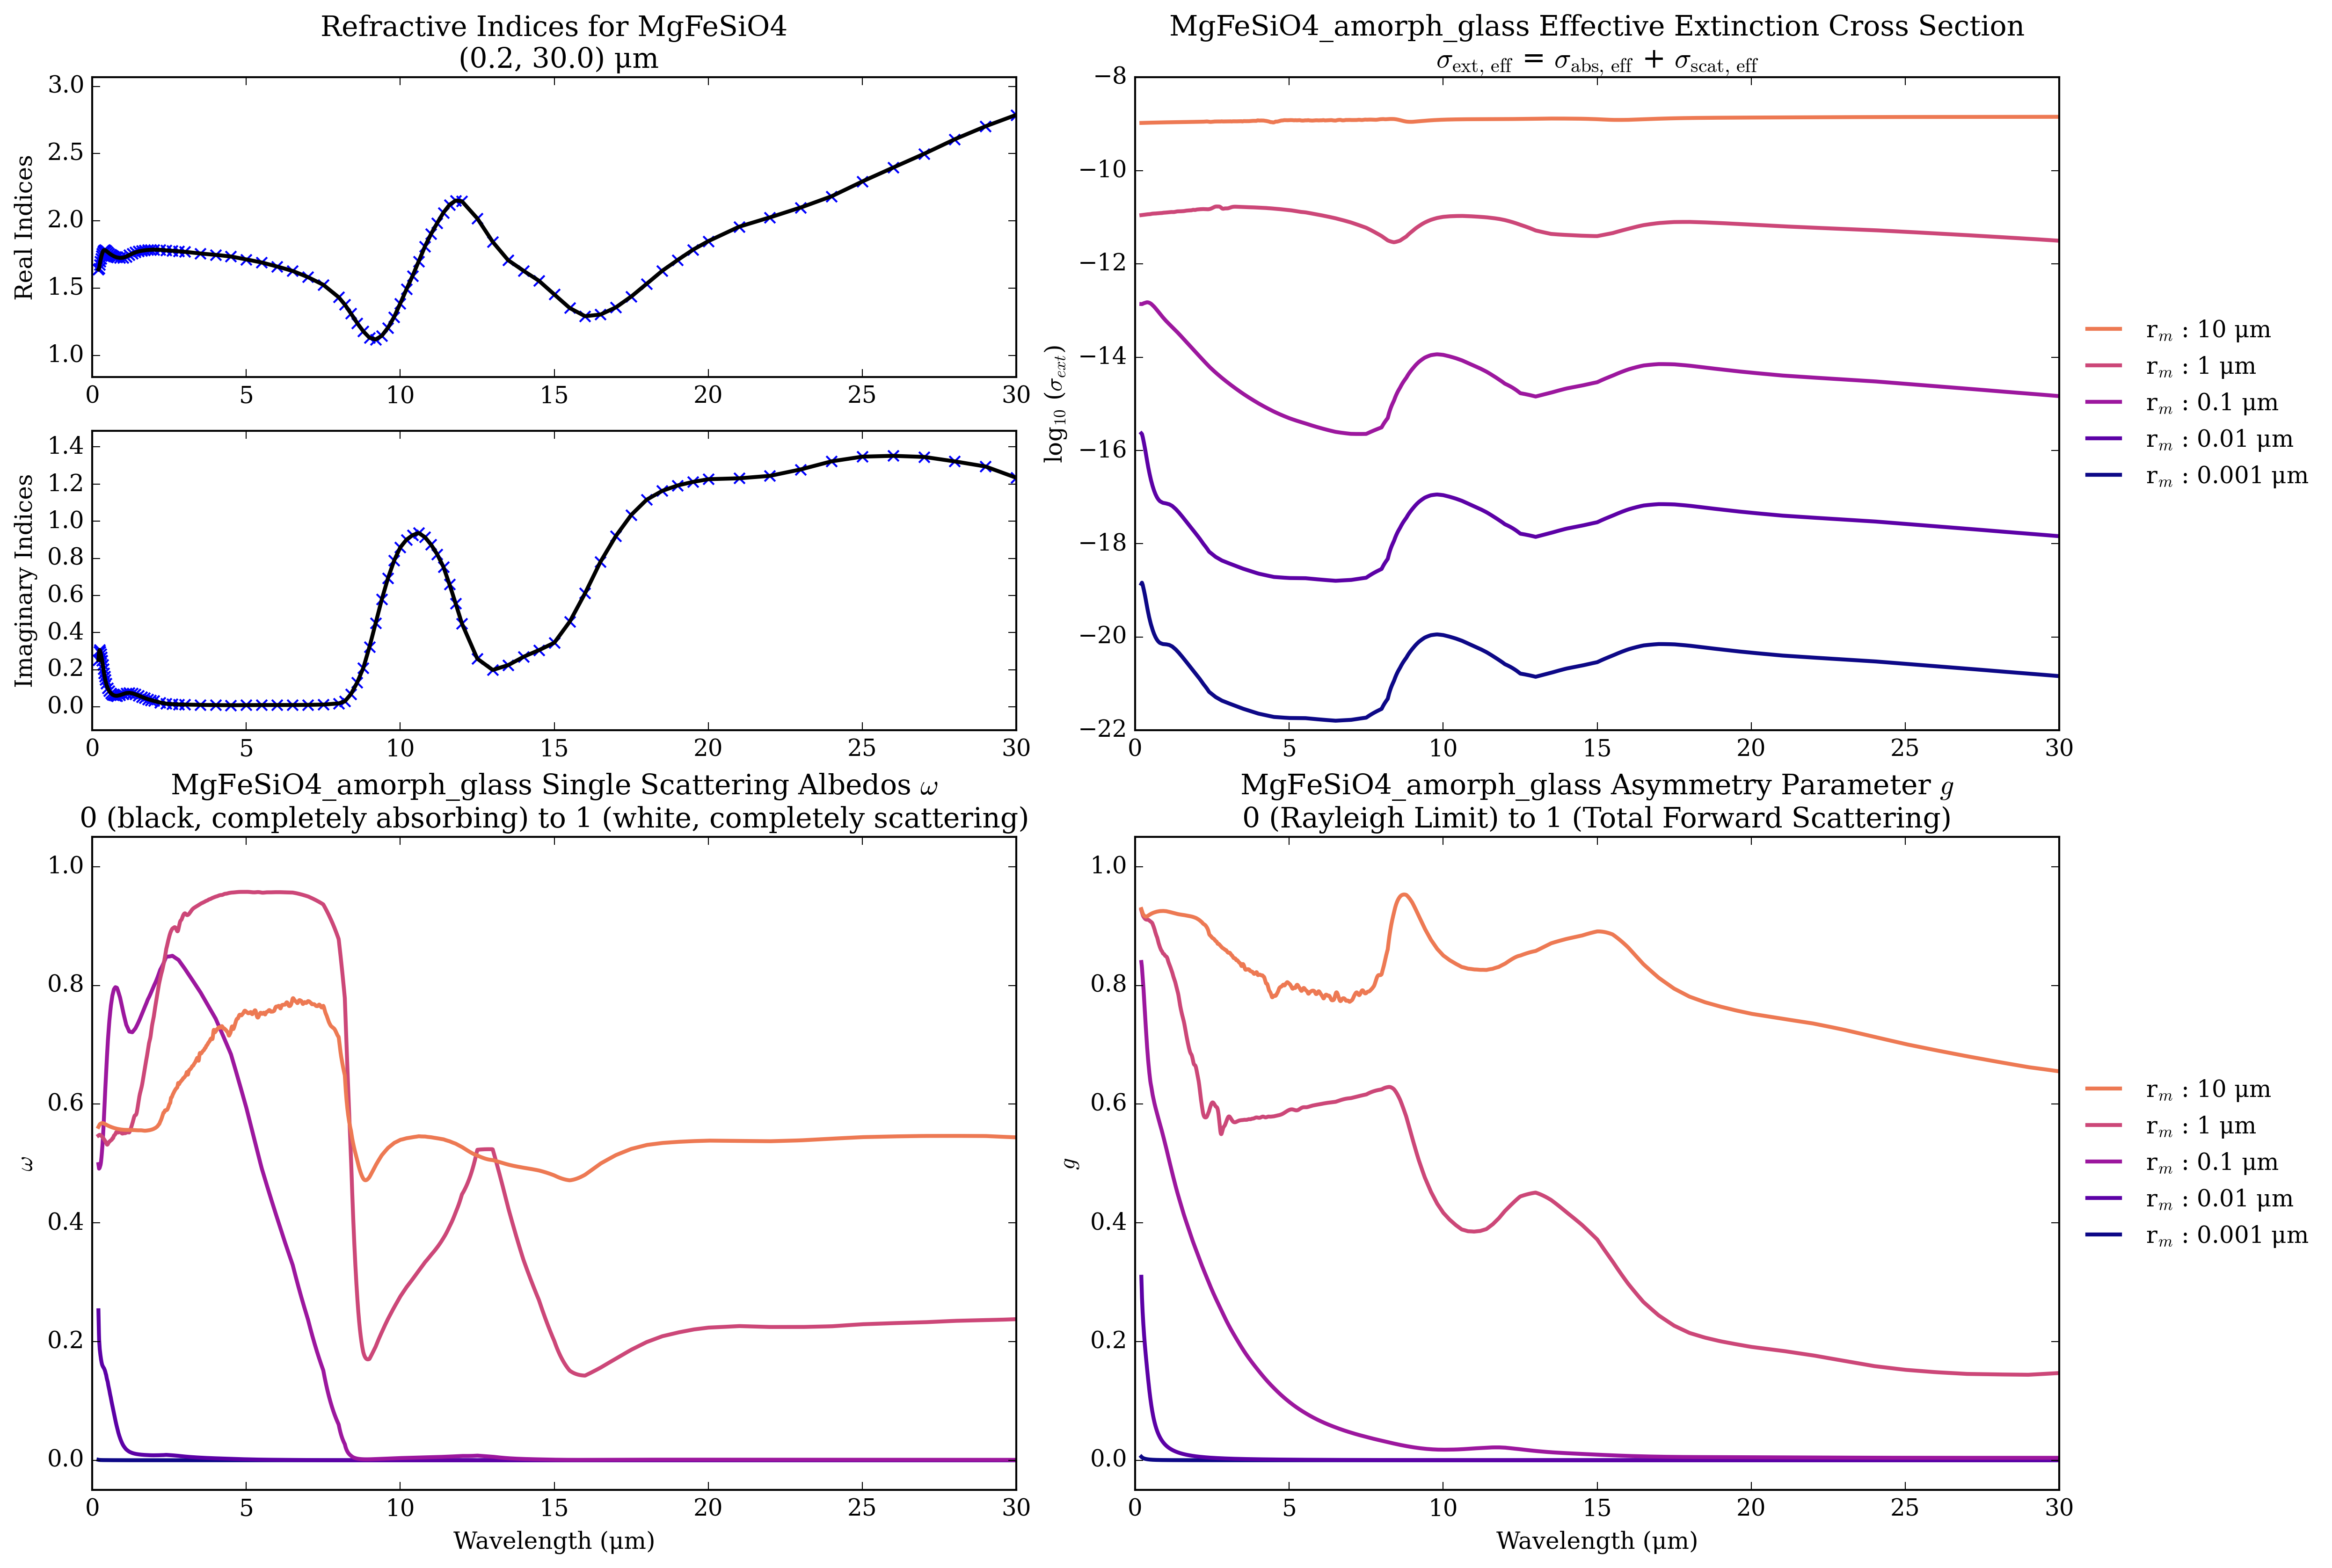 Refractive Indices for MgFeSiO4
(0.2, 30.0) µm
Real Indices
3.0
2.5
2.0
1.5
1.0
0 5 10 15 20 25 30
Imaginary Indices
1.4
1.2
1.0
0.8
0.6
0.4
0.2
0.0
0 5 10 15 20 25 30
MgFeSiO4_amorph_glass Effective Extinction Cross Section
σext, eff = σabs, eff + σscat, eff
log10 (σext)
−8
−10
−12
−14
−16
−18
−20
−22
0 5 10 15 20 25 30
rm : 10 µm
rm : 1 µm
rm : 0.1 µm
rm : 0.01 µm
rm : 0.001 µm
MgFeSiO4_amorph_glass Single Scattering Albedos ω
0 (black, completely absorbing) to 1 (white, completely scattering)
ω
1.0
0.8
0.6
0.4
0.2
0.0
0 5 10 15 20 25 30
Wavelength (µm)
MgFeSiO4_amorph_glass Asymmetry Parameter g
0 (Rayleigh Limit) to 1 (Total Forward Scattering)
g
1.0
0.8
0.6
0.4
0.2
0.0
0 5 10 15 20 25 30
Wavelength (µm)
rm : 10 µm
rm : 1 µm
rm : 0.1 µm
rm : 0.01 µm
rm : 0.001 µm